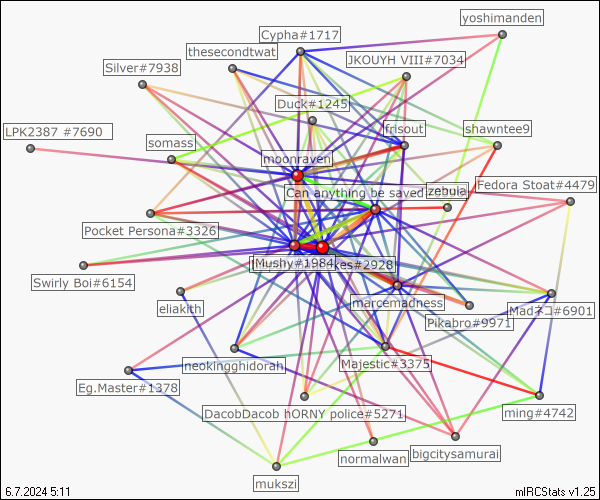 yoshimanden
Cypha#1717
thesecondtwat
JKOUYH VIII#7034
Silver#7938
Duck#1245
LPK2387 #7690
frisout
shawntee9
somass
moonraven
Can anything be saved
zebula
Fedora Stoat#4479
Pocket Persona#3326
Mushy#1984
kes#2928
Swirly Boi#6154
marcemadness
eliakith
Pikabro#9971
Madネコ#6901
neokingghidorah
Majestic#3375
Eg.Master#1378
DacobDacob hORNY police#5271
ming#4742
normalwan
bigcitysamurai
mukszi
6.7.2024 5:11
mIRCStats v1.25